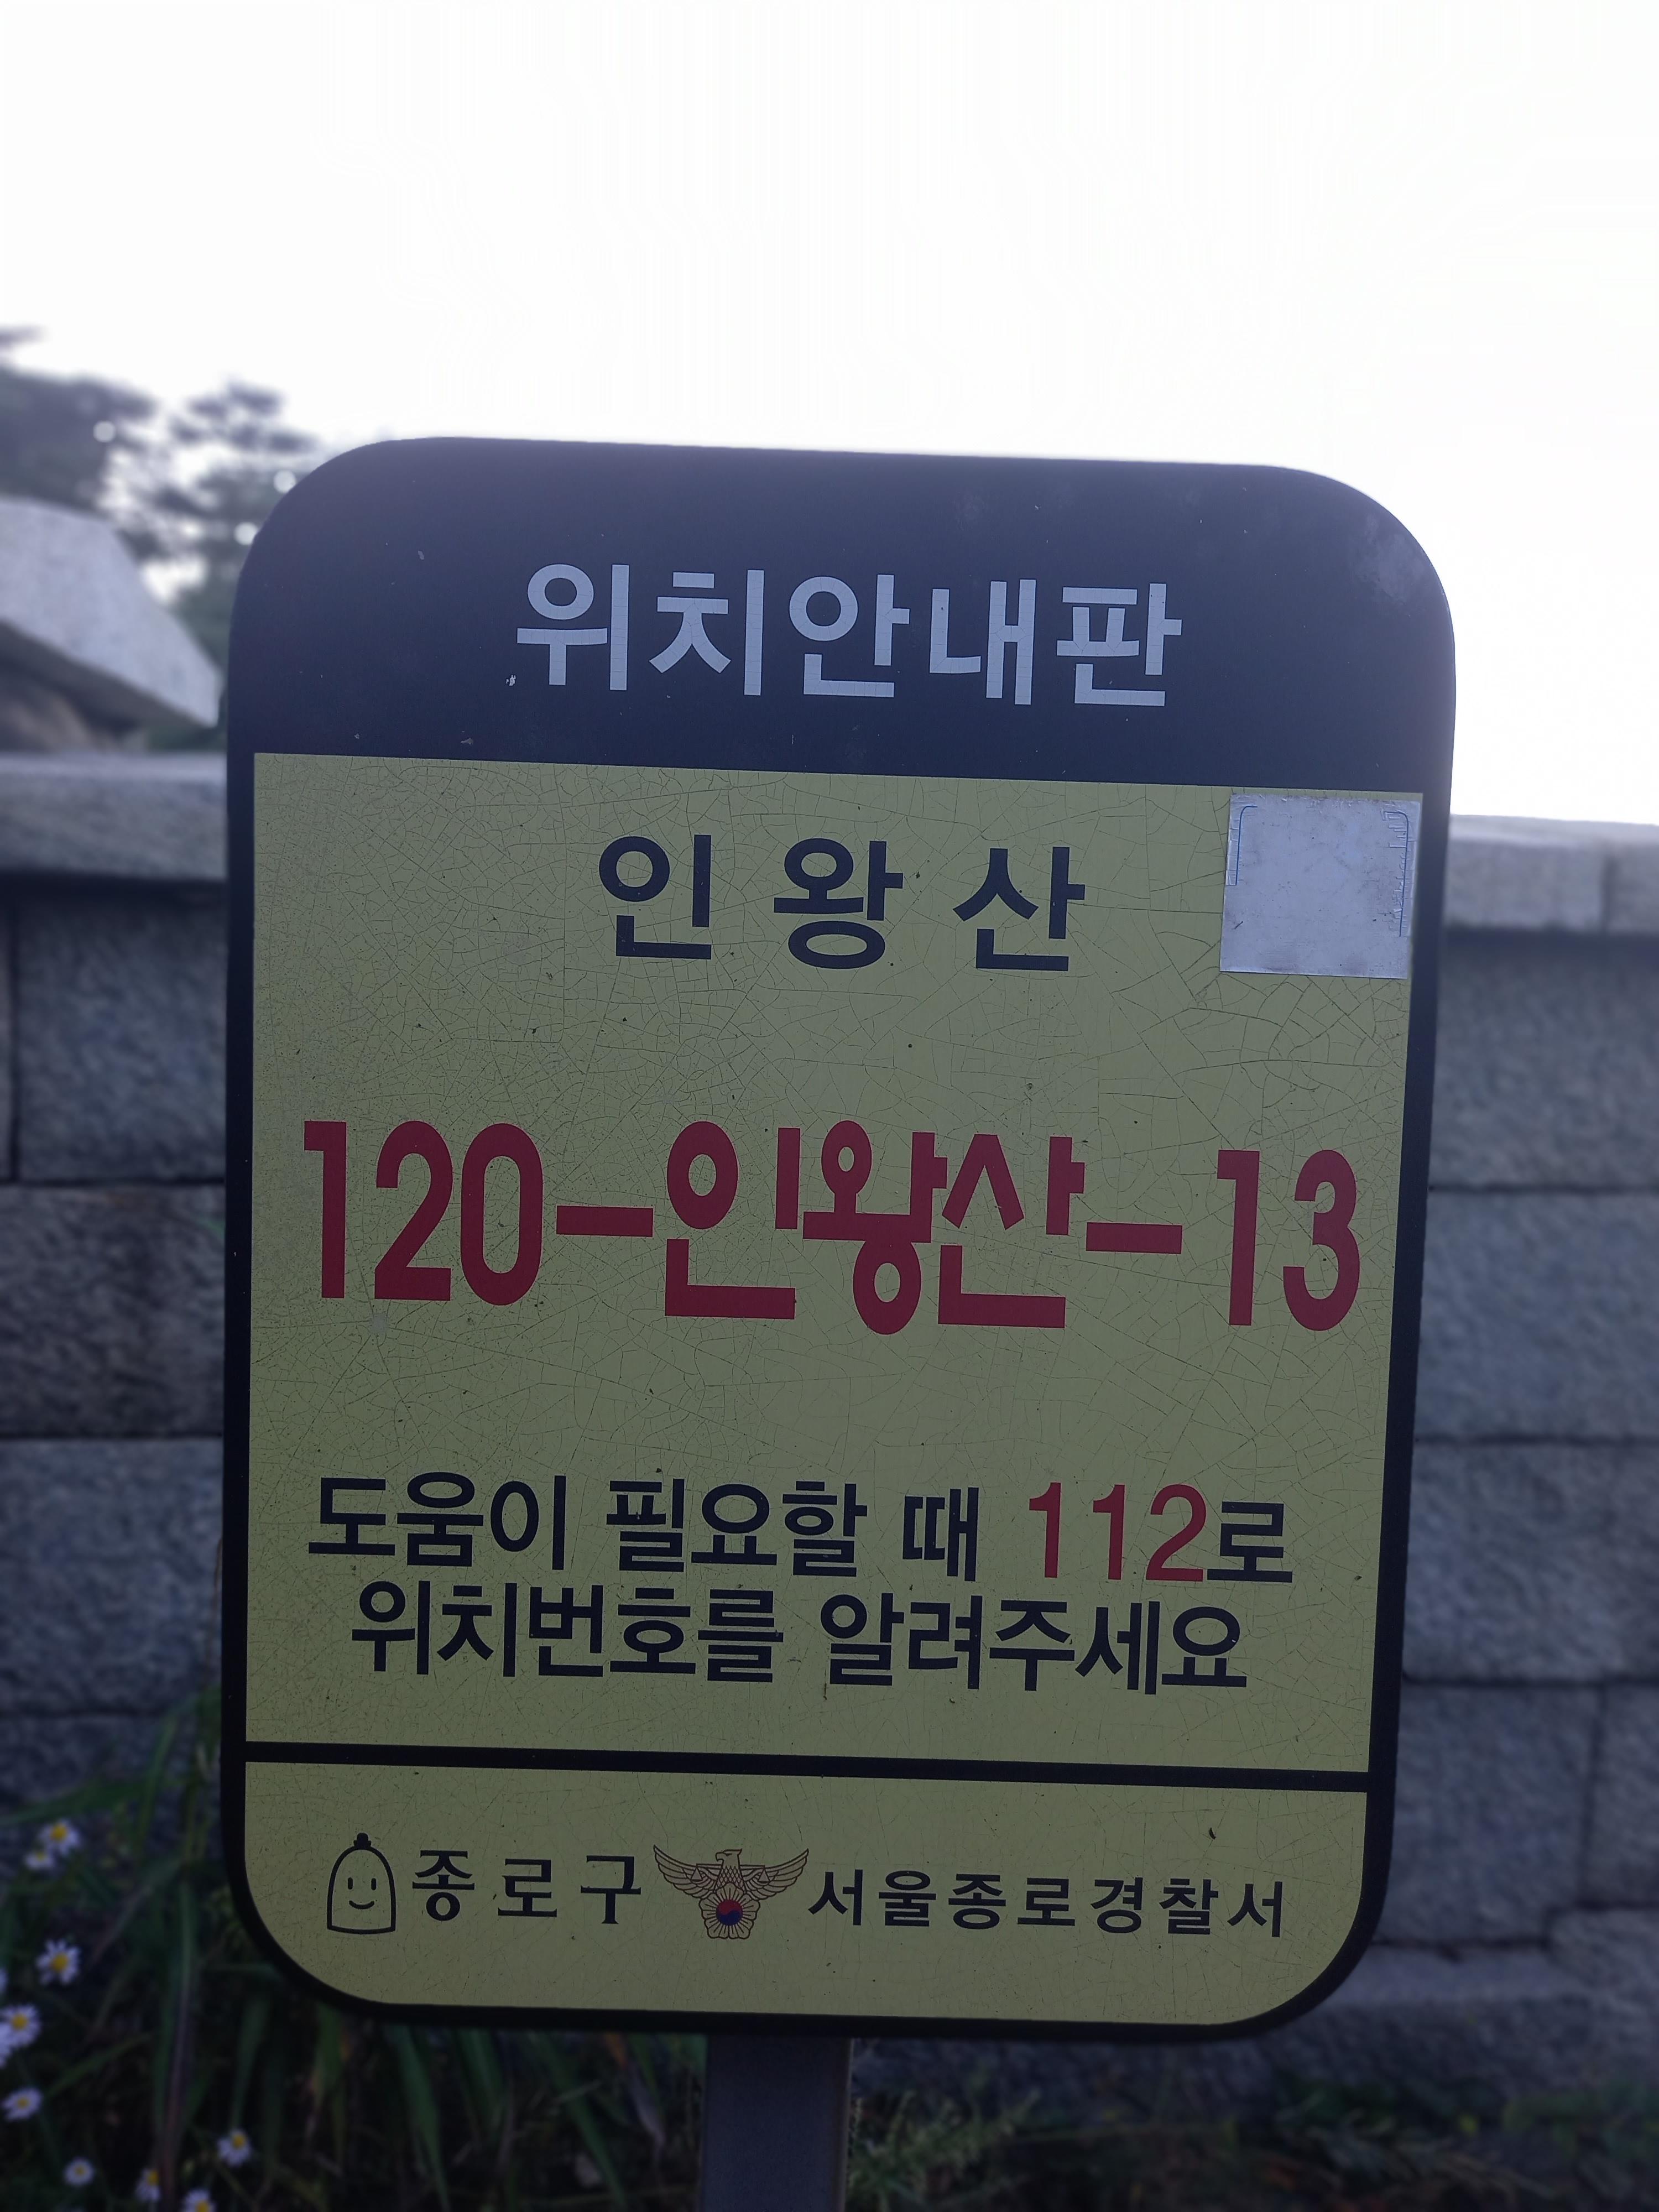 위치안내판
인왕산
120-인왕산-13
도움이 필요할 때 112로
위치번호를 알려주세요
종로구 서울종로경찰서